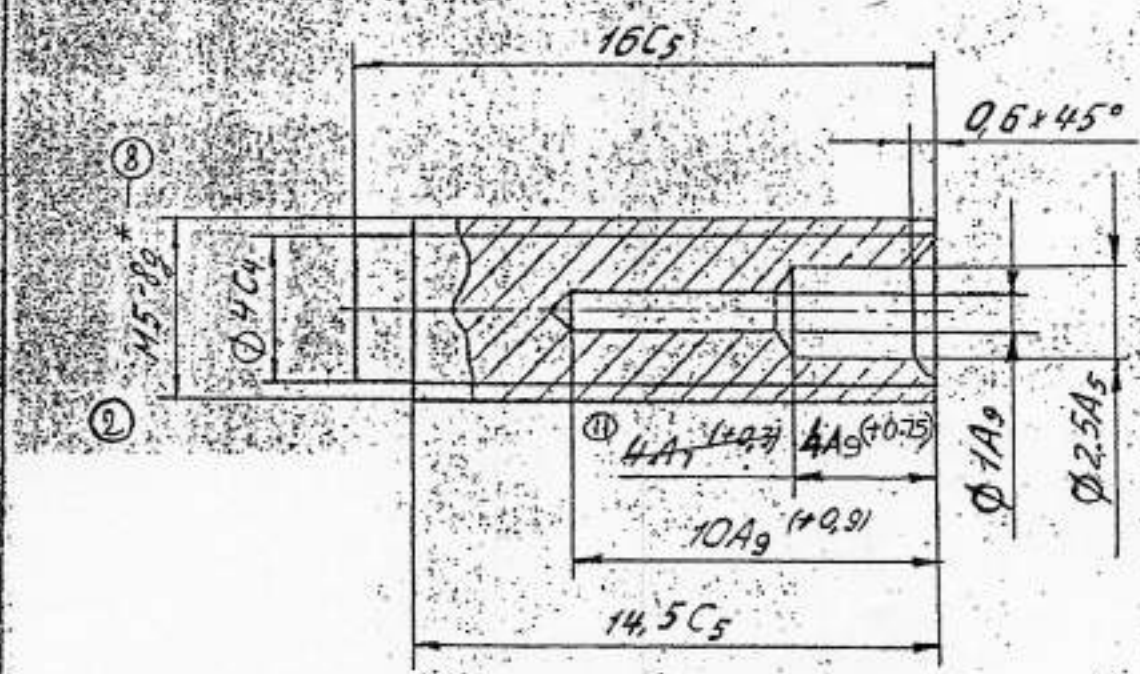 16C5
0,6×45°
8
M5-8g*
Ø4C4
2
11 4A7 (+0,3) 4A9 (+0.75)
10A9 (+0,9)
14,5C5
Ø1A9
Ø2,5A5